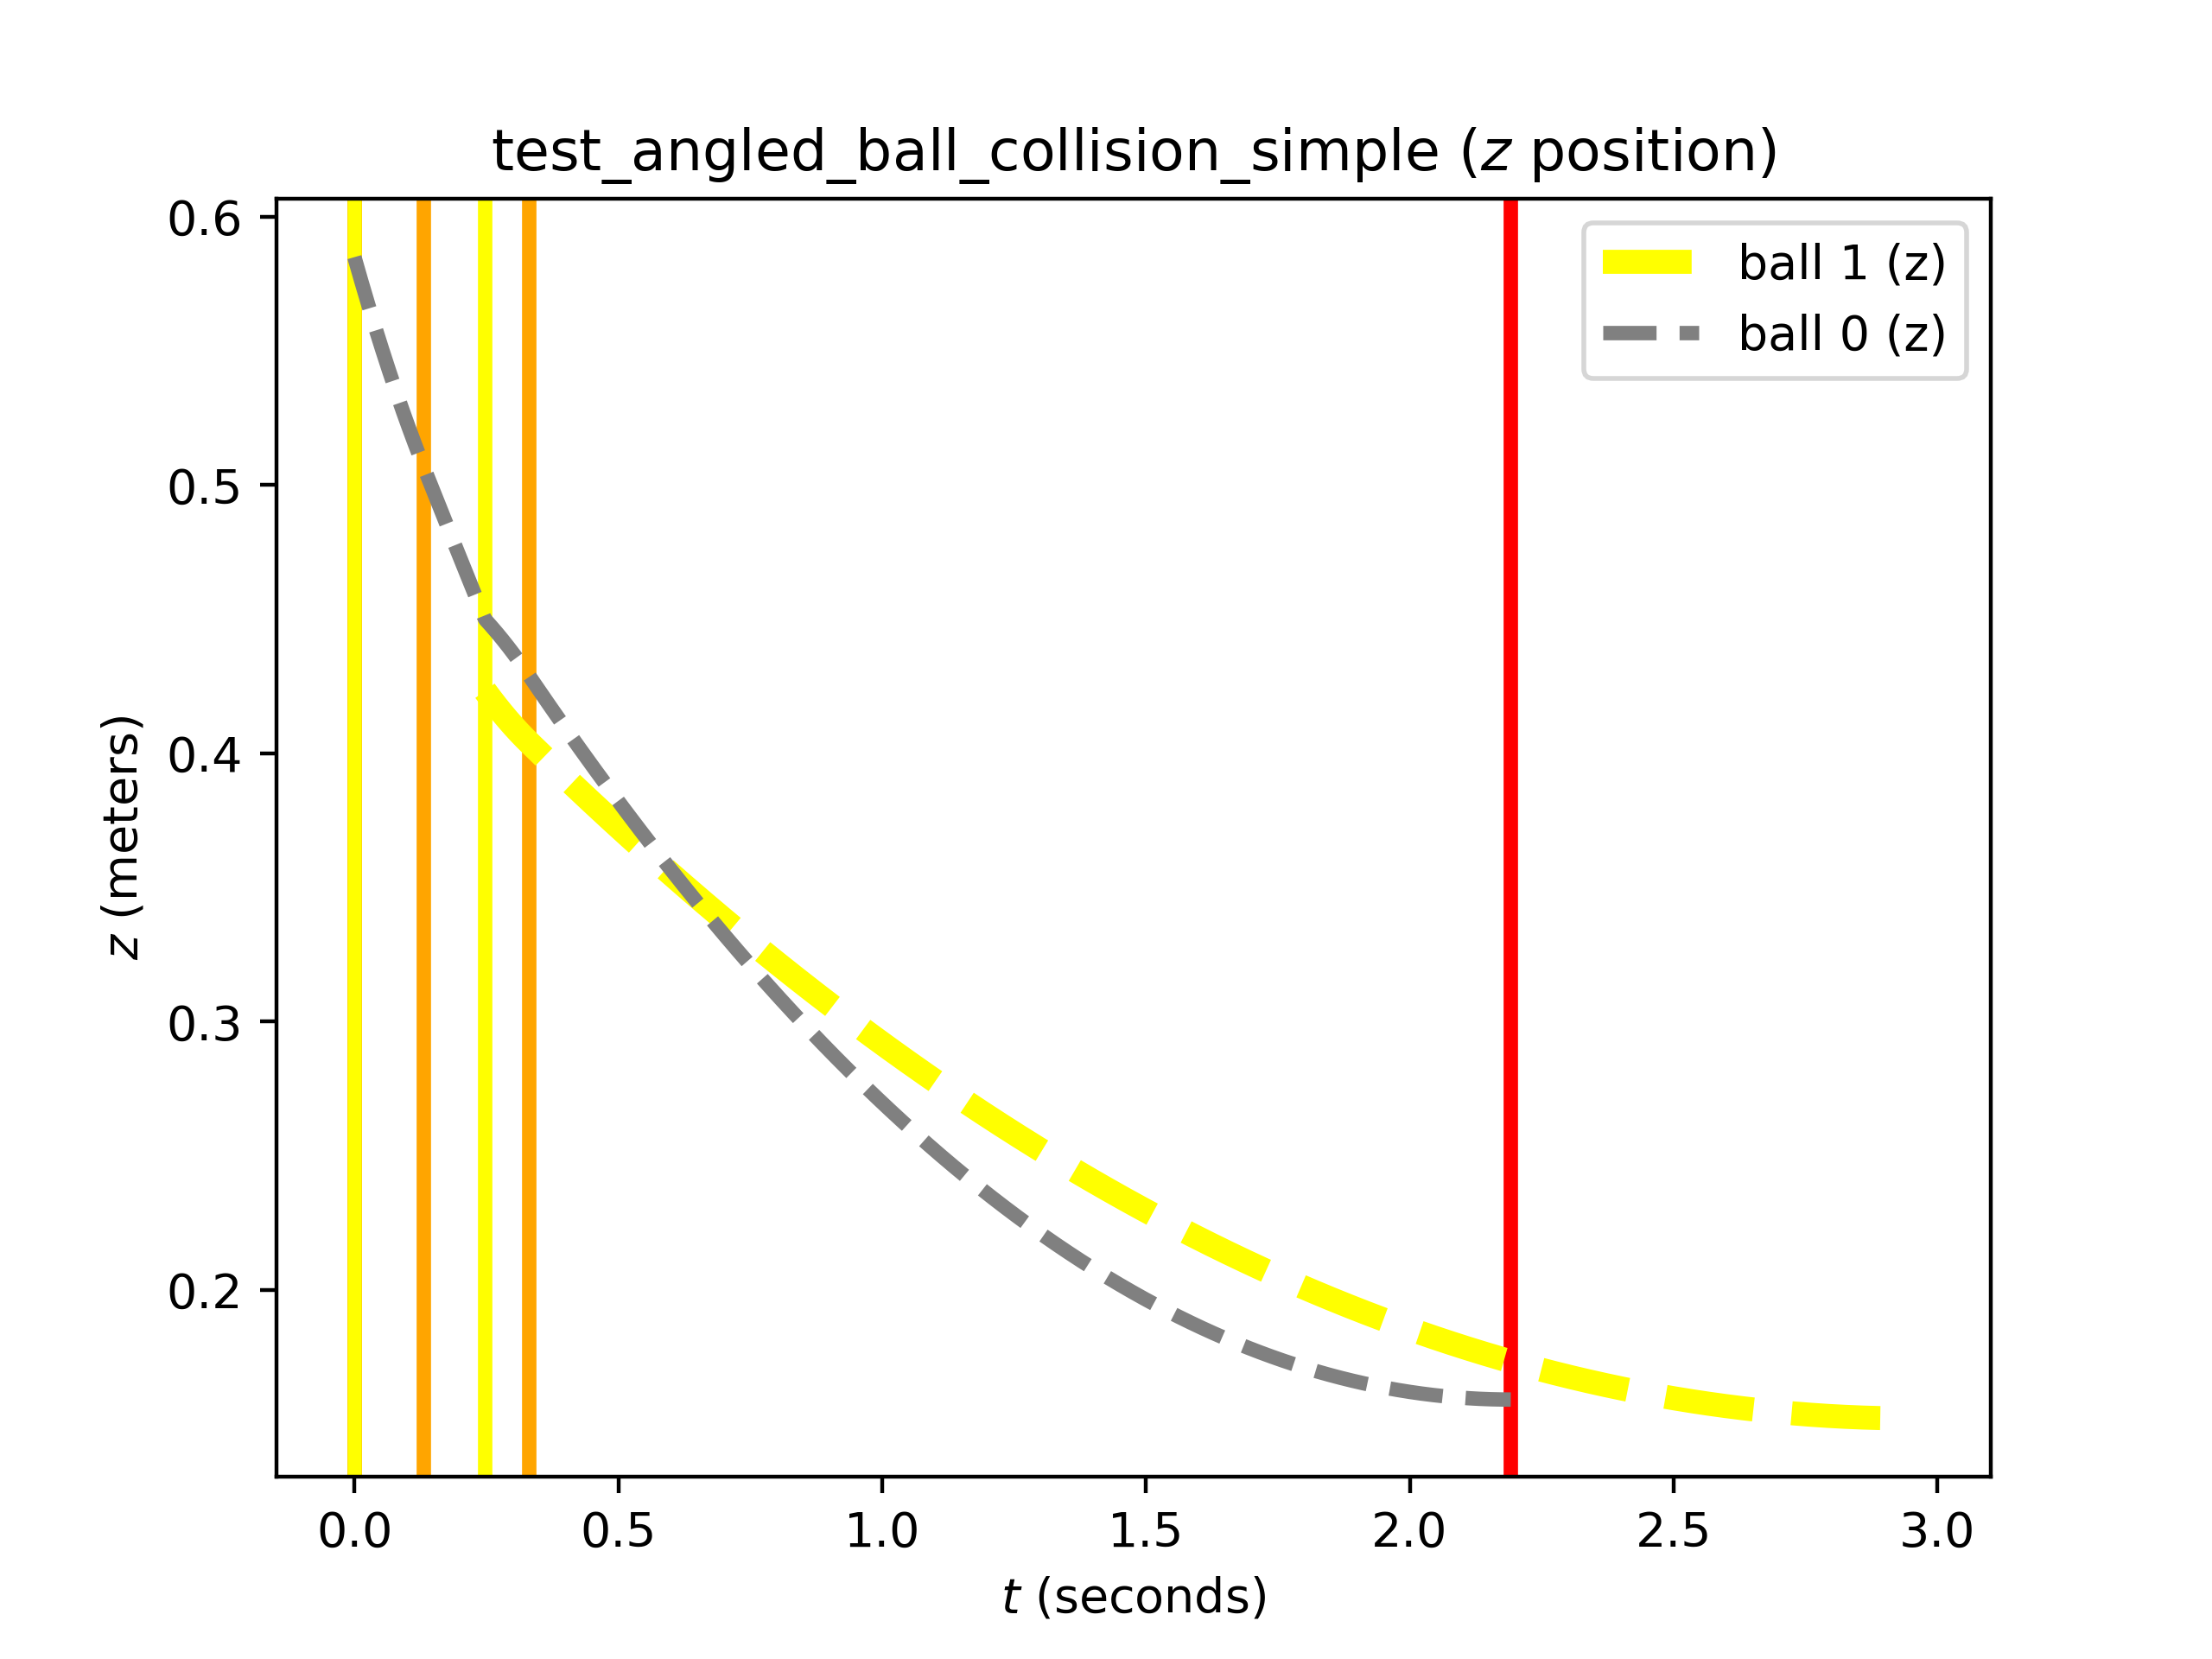 test_angled_ball_collision_simple (z position)
ball 1 (z)
ball 0 (z)
z (meters)
0.6
0.5
0.4
0.3
0.2
0.0 0.5 1.0 1.5 2.0 2.5 3.0
t (seconds)